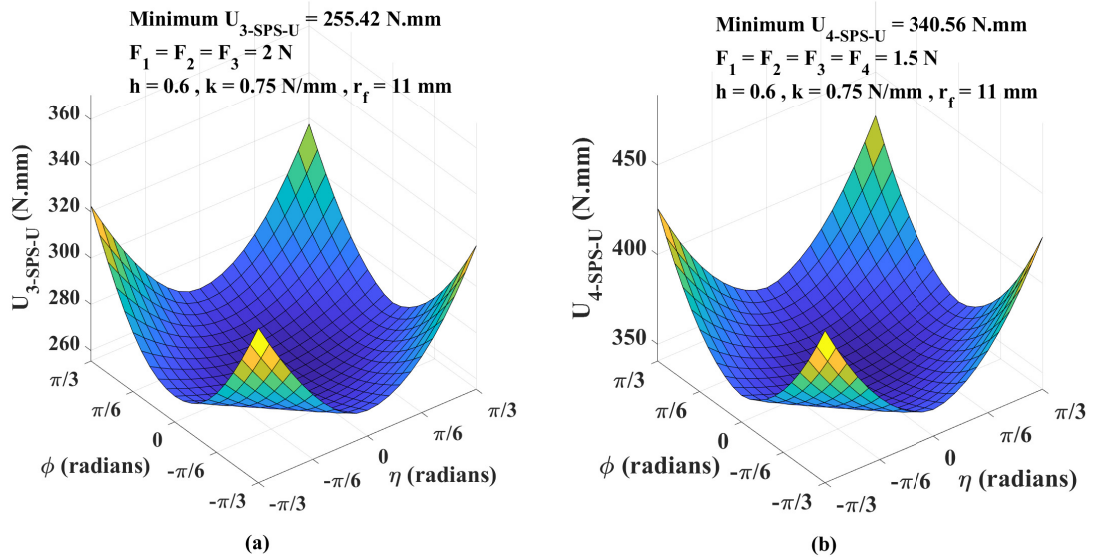 Minimum U3-SPS-U = 255.42 N.mm
F1 = F2 = F3 = 2 N
h = 0.6 , k = 0.75 N/mm , rf = 11 mm
360
340
320
300
280
260
U3-SPS-U (N.mm)
π/3
π/6
0
-π/6
-π/3
ϕ (radians)
-π/3
-π/6
0
π/6
π/3
η (radians)
(a)
Minimum U4-SPS-U = 340.56 N.mm
F1 = F2 = F3 = F4 = 1.5 N
h = 0.6 , k = 0.75 N/mm , rf = 11 mm
450
400
350
U4-SPS-U (N.mm)
π/3
π/6
0
-π/6
-π/3
ϕ (radians)
-π/3
-π/6
0
π/6
π/3
η (radians)
(b)